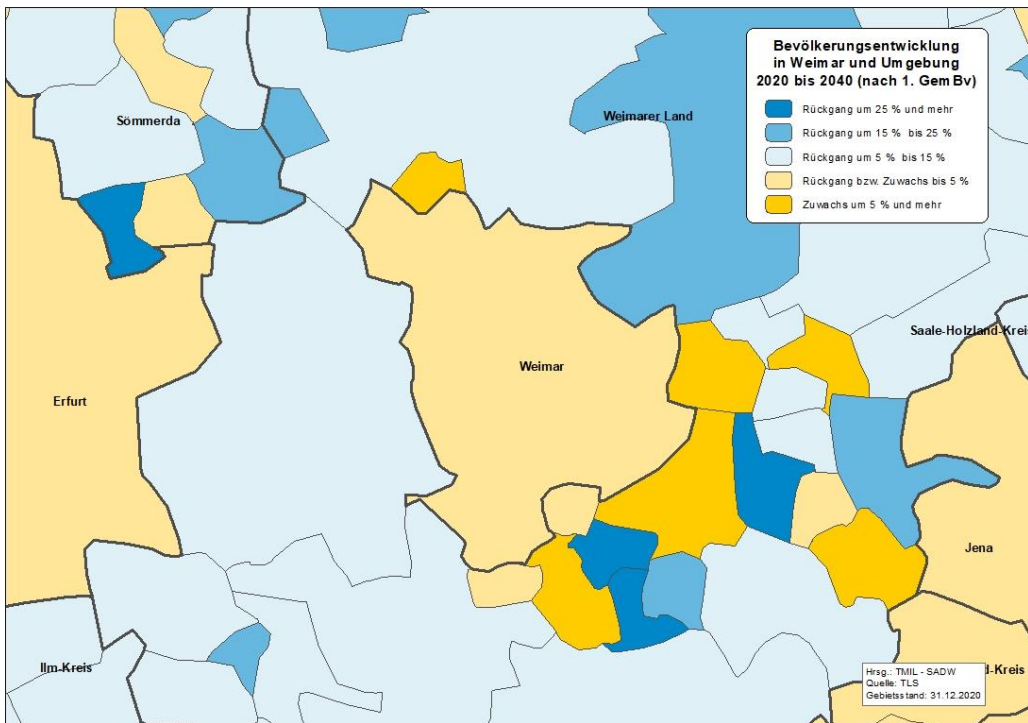 Bevölkerungsentwicklung
in Weimar und Umgebung
2020 bis 2040 (nach 1. GemBv)
Rückgang um 25 % und mehr
Rückgang um 15 % bis 25 %
Rückgang um 5 % bis 15 %
Rückgang bzw. Zuwachs bis 5 %
Zuwachs um 5 % und mehr
Sömmerda
Weimarer Land
Saale-Holzland-Kreis
Weimar
Erfurt
Jena
Ilm-Kreis
d-Kreis
Hrsg.: TMIL - SADW
Quelle: TLS
Gebietsstand: 31.12.2020